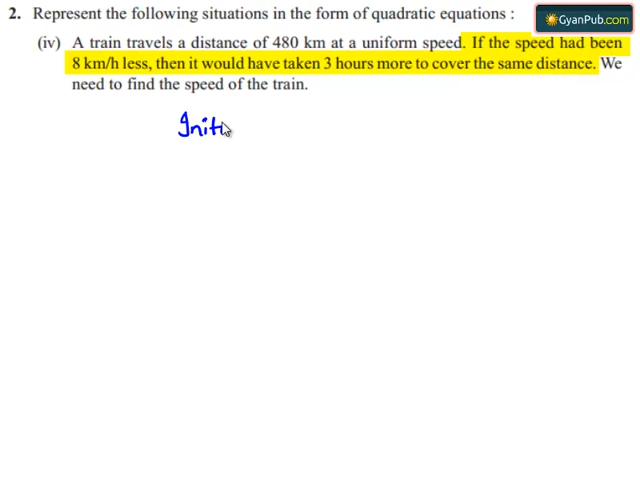 2. Represent the following situations in the form of quadratic equations :
GyanPub.com
(iv) A train travels a distance of 480 km at a uniform speed. If the speed had been
8 km/h less, then it would have taken 3 hours more to cover the same distance. We
need to find the speed of the train.
Initi